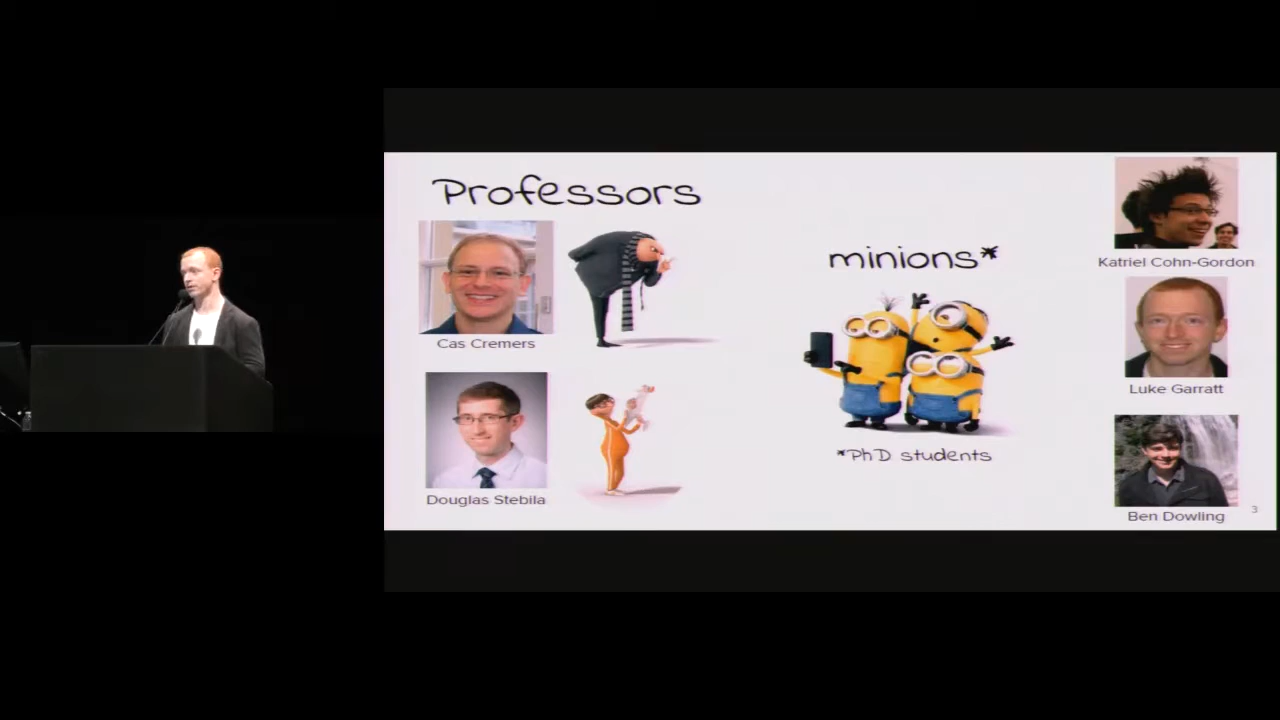 Professors
Cas Cremers
Douglas Stebila
minions*
*PhD students
Katriel Cohn-Gordon
Luke Garratt
Ben Dowling
3